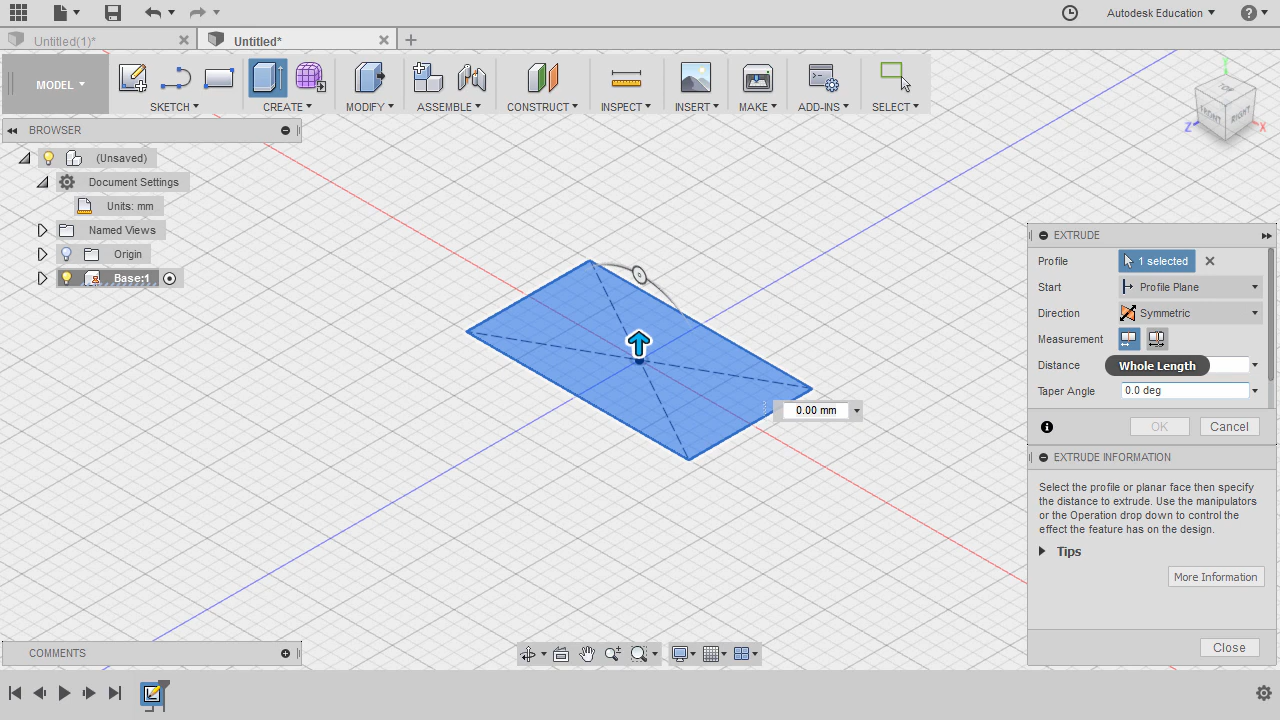 Autodesk Education
Untitled(1)*
Untitled*
MODEL
SKETCH
CREATE
MODIFY
ASSEMBLE
CONSTRUCT
INSPECT
INSERT
MAKE
ADD-INS
SELECT
BROWSER
(Unsaved)
Document Settings
Units: mm
Named Views
Origin
Base:1
FRONT
RIGHT
Y
Z
X
0.00 mm
EXTRUDE
Profile 1 selected
Start Profile Plane
Direction Symmetric
Measurement
Distance Whole Length
Taper Angle 0.0 deg
OK Cancel
EXTRUDE INFORMATION
Select the profile or planar face then specify
the distance to extrude. Use the manipulators
or the Operation drop down to control the
effect the feature has on the design.
Tips
More Information
Close
COMMENTS